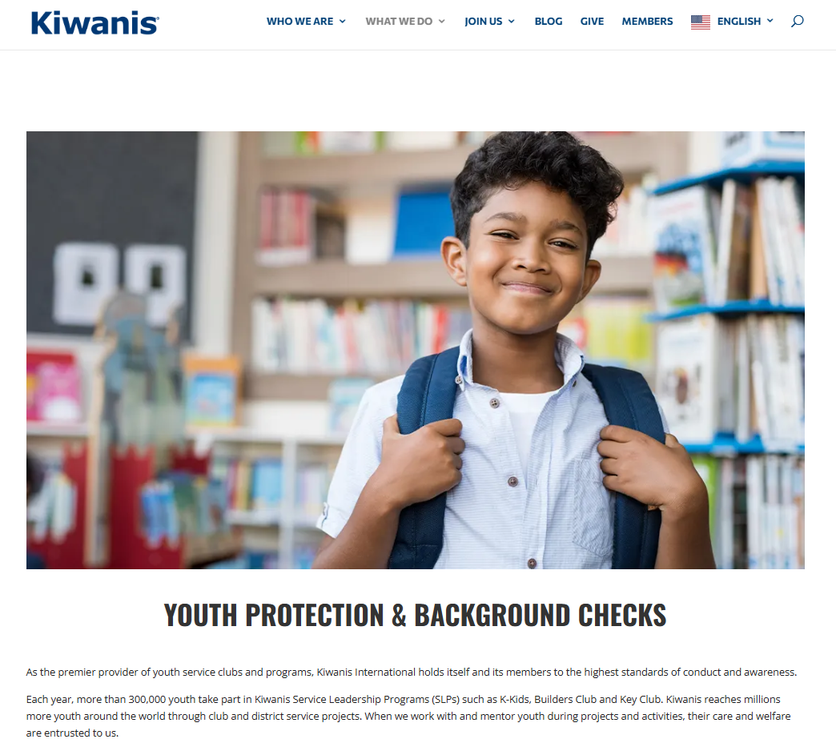 Kiwanis®
WHO WE ARE WHAT WE DO JOIN US BLOG GIVE MEMBERS ENGLISH
YOUTH PROTECTION & BACKGROUND CHECKS
As the premier provider of youth service clubs and programs, Kiwanis International holds itself and its members to the highest standards of conduct and awareness.
Each year, more than 300,000 youth take part in Kiwanis Service Leadership Programs (SLPs) such as K-Kids, Builders Club and Key Club. Kiwanis reaches millions
more youth around the world through club and district service projects. When we work with and mentor youth during projects and activities, their care and welfare
are entrusted to us.